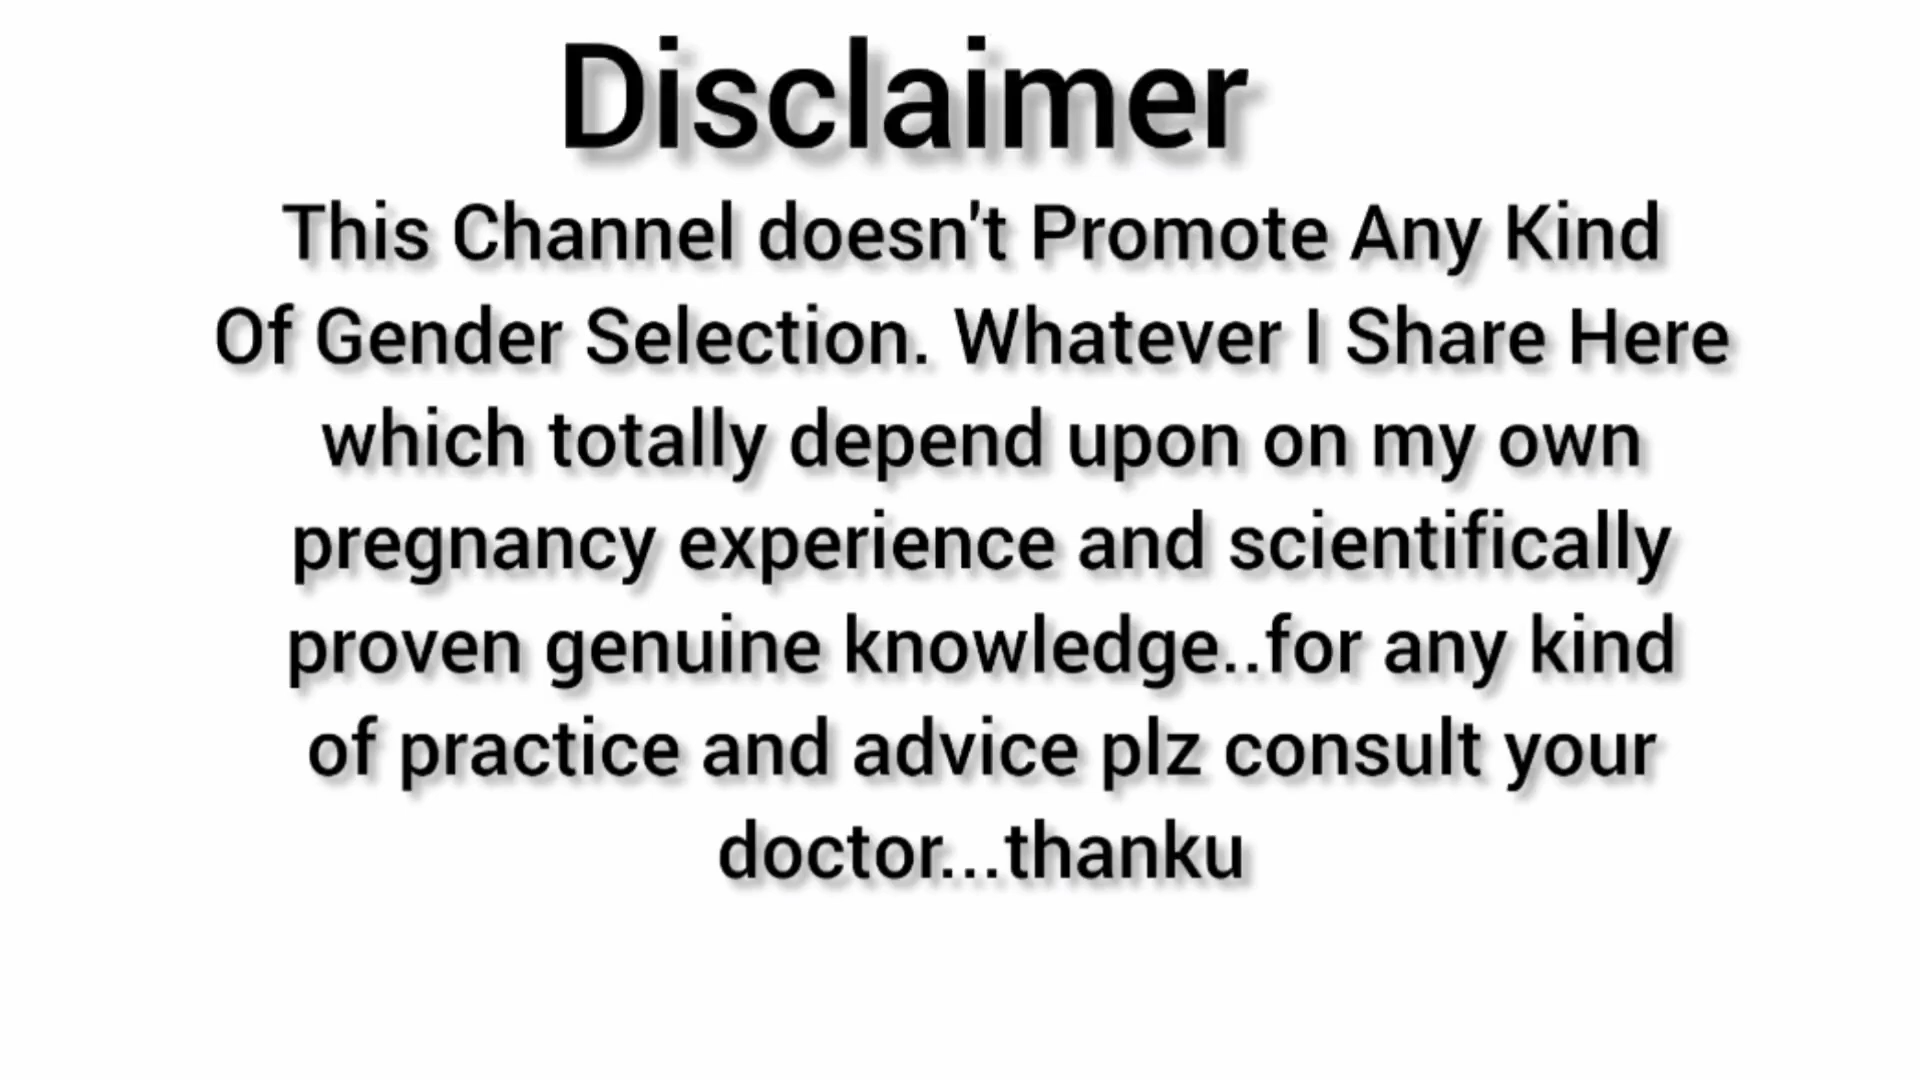 Disclaimer
This Channel doesn't Promote Any Kind
Of Gender Selection. Whatever I Share Here
which totally depend upon on my own
pregnancy experience and scientifically
proven genuine knowledge..for any kind
of practice and advice plz consult your
doctor...thanku